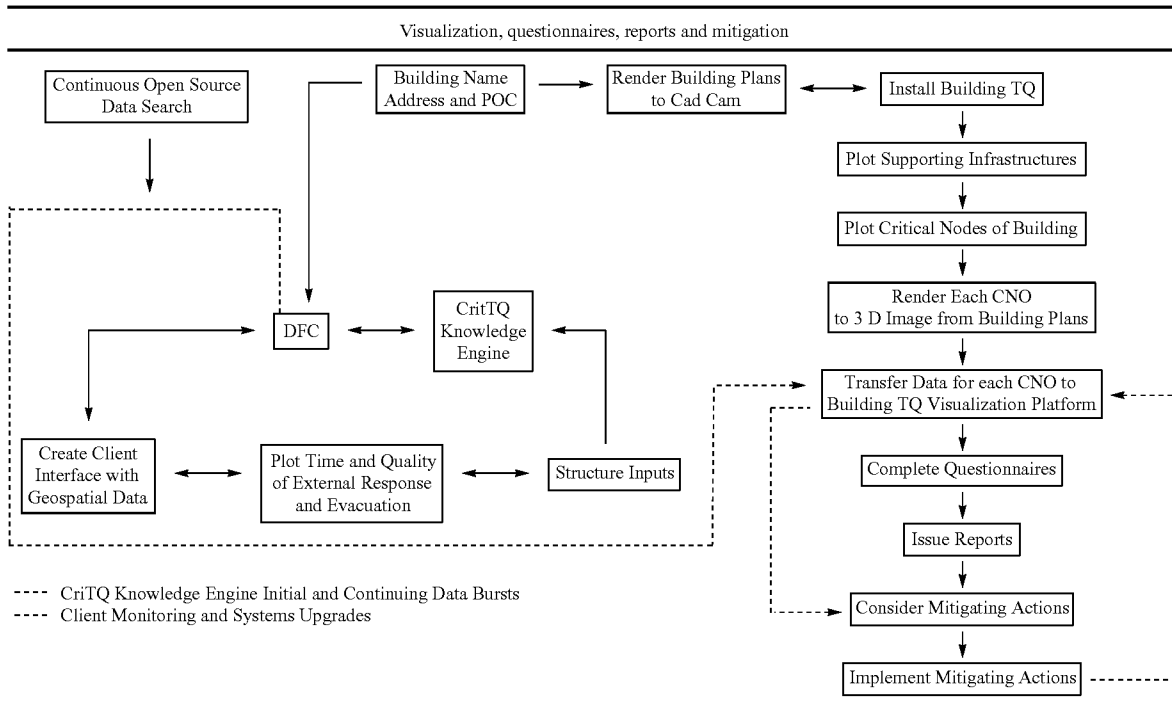 Visualization, questionnaires, reports and mitigation
Continuous Open Source
Data Search
Building Name
Address and POC
Render Building Plans
to Cad Cam
Install Building TQ
Plot Supporting Infrastructures
Plot Critical Nodes of Building
Render Each CNO
to 3 D Image from Building Plans
DFC
CritTQ
Knowledge
Engine
Transfer Data for each CNO to
Building TQ Visualization Platform
Create Client
Interface with
Geospatial Data
Plot Time and Quality
of External Response
and Evacuation
Structure Inputs
Complete Questionnaires
Issue Reports
CriTQ Knowledge Engine Initial and Continuing Data Bursts
Client Monitoring and Systems Upgrades
Consider Mitigating Actions
Implement Mitigating Actions